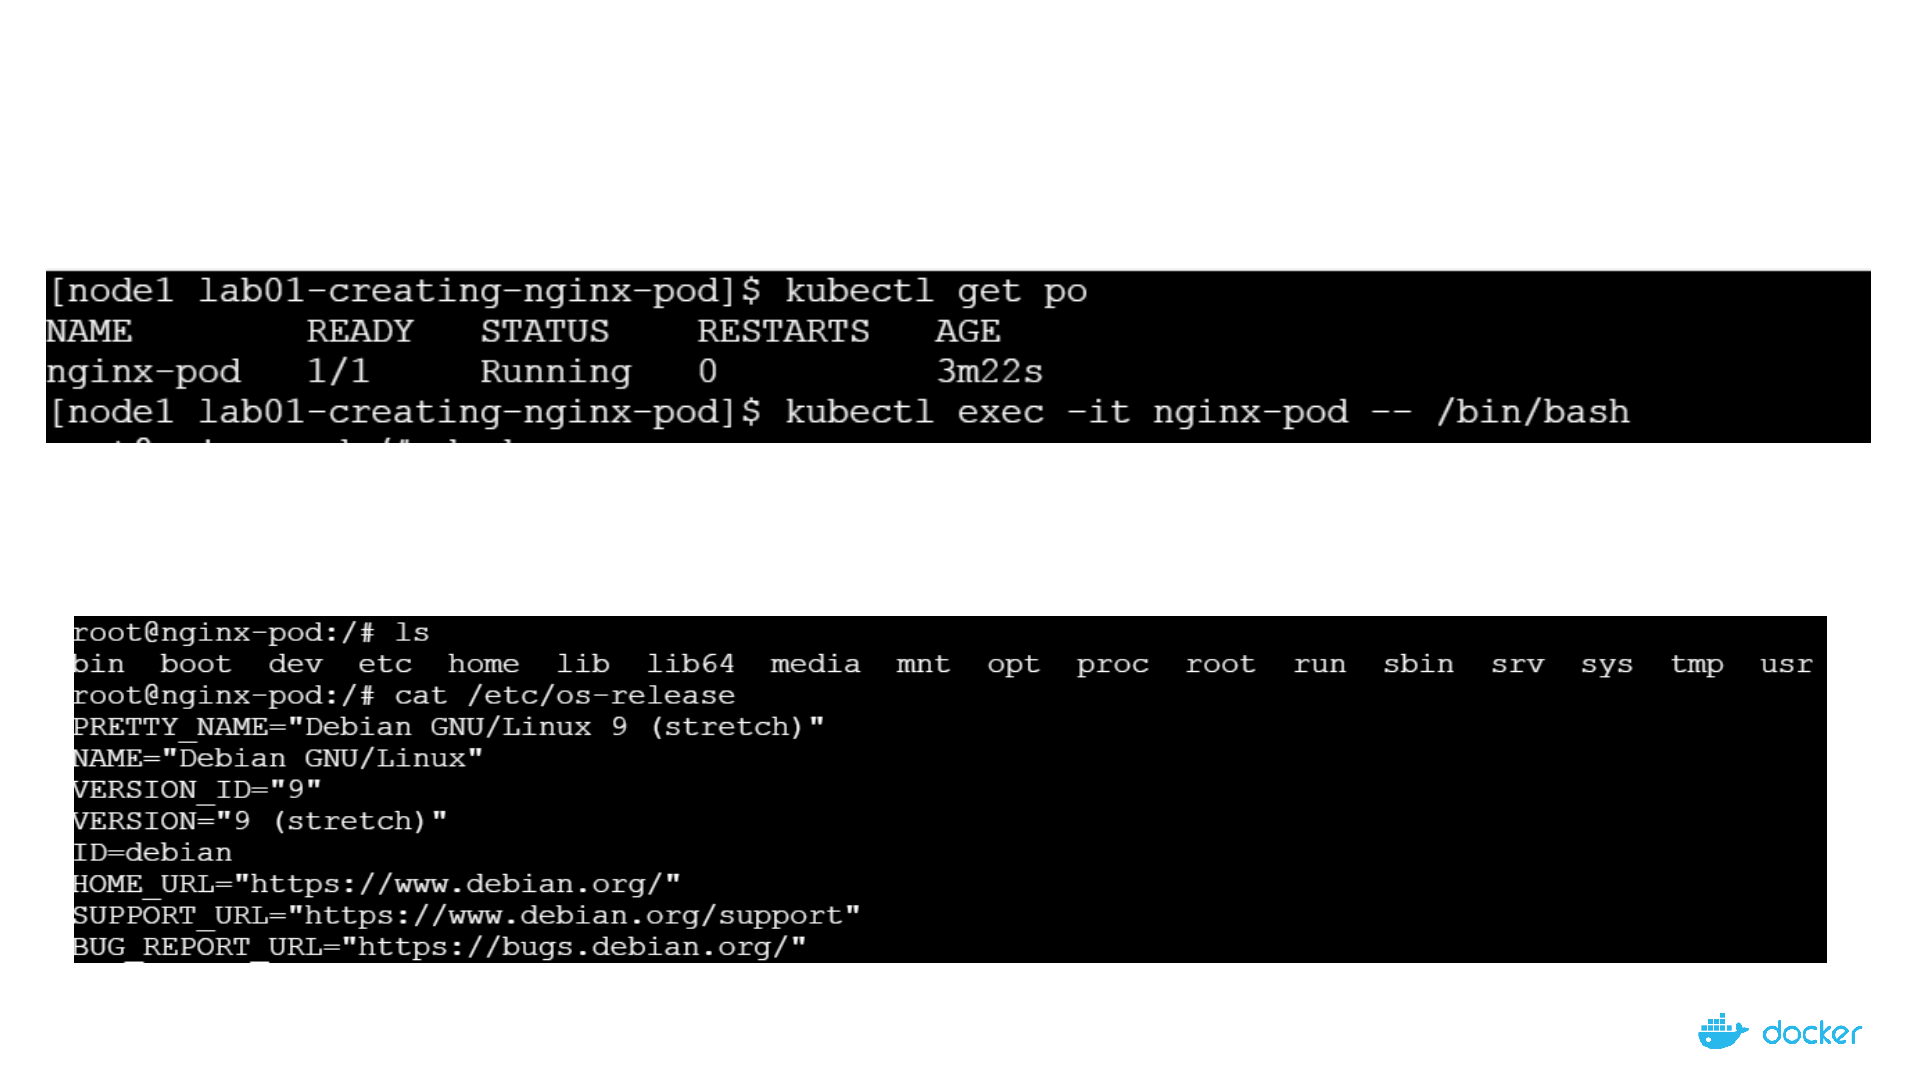 [node1 lab01-creating-nginx-pod]$ kubectl get po
NAME READY STATUS RESTARTS AGE
nginx-pod 1/1 Running 0 3m22s
[node1 lab01-creating-nginx-pod]$ kubectl exec -it nginx-pod -- /bin/bash
root@nginx-pod:/# ls
bin boot dev etc home lib lib64 media mnt opt proc root run sbin srv sys tmp usr
root@nginx-pod:/# cat /etc/os-release
PRETTY_NAME="Debian GNU/Linux 9 (stretch)"
NAME="Debian GNU/Linux"
VERSION_ID="9"
VERSION="9 (stretch)"
ID=debian
HOME_URL="https://www.debian.org/"
SUPPORT_URL="https://www.debian.org/support"
BUG_REPORT_URL="https://bugs.debian.org/"
docker